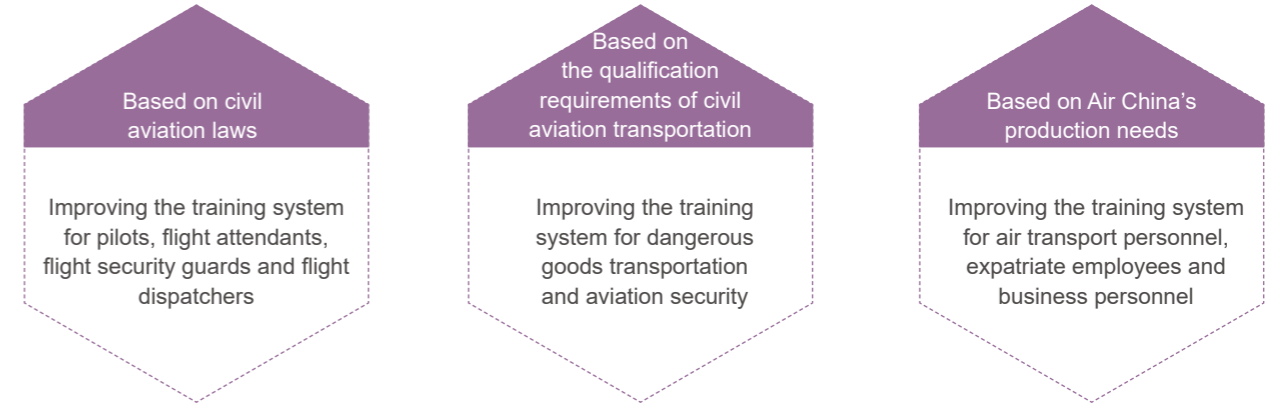 Based on civil
aviation laws
Improving the training system
for pilots, flight attendants,
flight security guards and flight
dispatchers
Based on
the qualification
requirements of civil
aviation transportation
Improving the training
system for dangerous
goods transportation
and aviation security
Based on Air China’s
production needs
Improving the training system
for air transport personnel,
expatriate employees and
business personnel